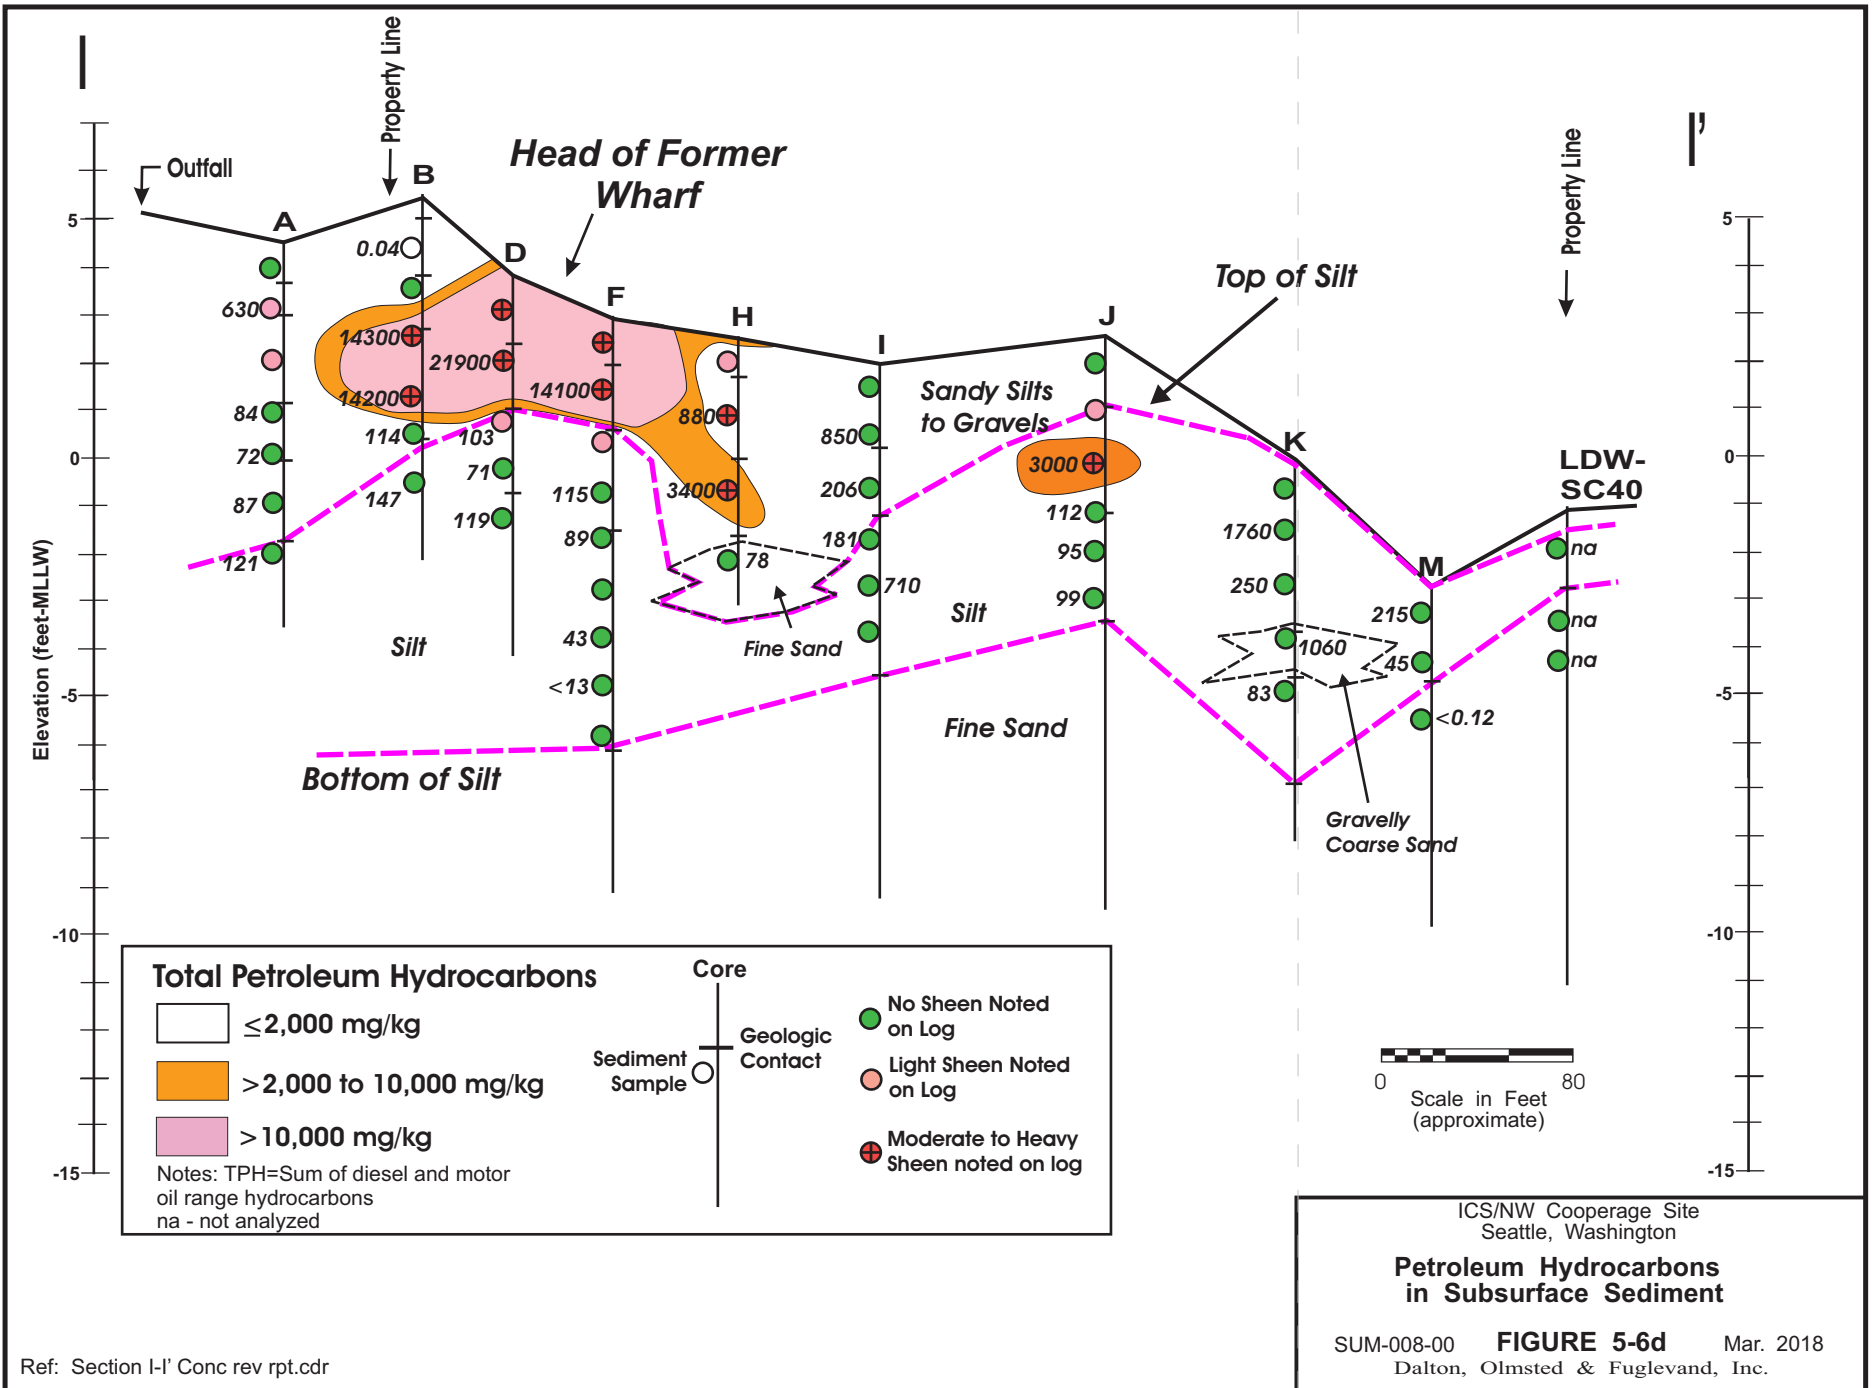 I
I'
Property Line
Outfall
B
A
Head of Former
Wharf
D
F
H
I
J
K
M
LDW-
SC40
Property Line
Top of Silt
Sandy Silts
to Gravels
5
0
-5
-10
-15
Elevation (feet-MLLW)
5
0
-5
-10
-15
630
84
72
87
121
0.04
14300
14200
114
147
21900
103
71
119
14100
115
89
43
<13
880
3400
78
850
206
181
710
3000
112
95
99
1760
250
1060
83
215
45
<0.12
na
na
na
Silt
Fine Sand
Silt
Fine Sand
Bottom of Silt
Gravelly
Coarse Sand
Total Petroleum Hydrocarbons
≤2,000 mg/kg
>2,000 to 10,000 mg/kg
>10,000 mg/kg
Notes: TPH=Sum of diesel and motor
oil range hydrocarbons
na - not analyzed
Core
Geologic
Contact
Sediment
Sample
No Sheen Noted
on Log
Light Sheen Noted
on Log
Moderate to Heavy
Sheen noted on log
0 80
Scale in Feet
(approximate)
ICS/NW Cooperage Site
Seattle, Washington
Petroleum Hydrocarbons
in Subsurface Sediment
SUM-008-00 FIGURE 5-6d Mar. 2018
Dalton, Olmsted & Fuglevand, Inc.
Ref: Section I-I' Conc rev rpt.cdr